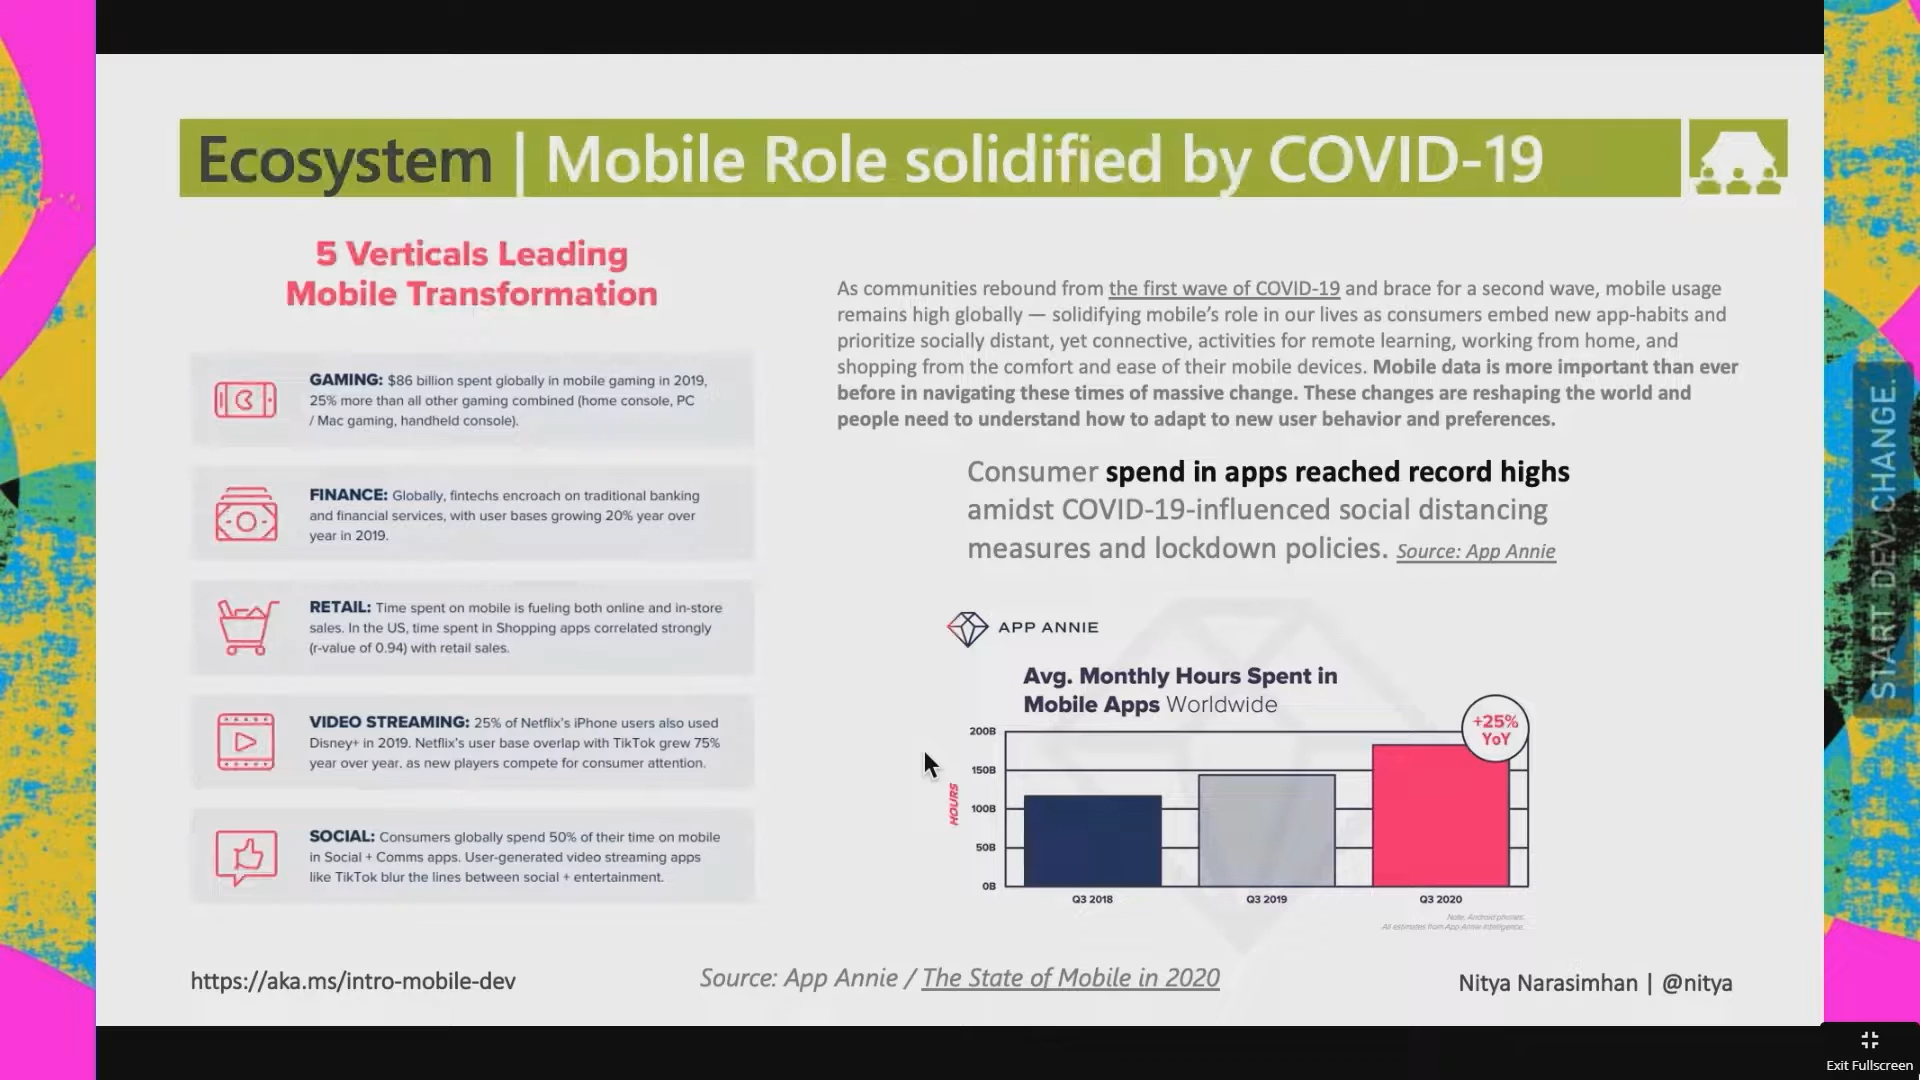 Ecosystem | Mobile Role solidified by COVID-19
5 Verticals Leading
Mobile Transformation
GAMING: $86 billion spent globally in mobile gaming in 2019,
25% more than all other gaming combined (home console, PC
/ Mac gaming, handheld console).
FINANCE: Globally, fintechs encroach on traditional banking
and financial services, with user bases growing 20% year over
year in 2019.
RETAIL: Time spent on mobile is fueling both online and in-store
sales. In the US, time spent in Shopping apps correlated strongly
(r-value of 0.94) with retail sales.
VIDEO STREAMING: 25% of Netflix's iPhone users also used
Disney+ in 2019. Netflix's user base overlap with TikTok grew 75%
year over year, as new players compete for consumer attention.
SOCIAL: Consumers globally spend 50% of their time on mobile
in Social + Comms apps. User-generated video streaming apps
like TikTok blur the lines between social + entertainment.
As communities rebound from the first wave of COVID-19 and brace for a second wave, mobile usage
remains high globally — solidifying mobile's role in our lives as consumers embed new app-habits and
prioritize socially distant, yet connective, activities for remote learning, working from home, and
shopping from the comfort and ease of their mobile devices. Mobile data is more important than ever
before in navigating these times of massive change. These changes are reshaping the world and
people need to understand how to adapt to new user behavior and preferences.
Consumer spend in apps reached record highs
amidst COVID-19-influenced social distancing
measures and lockdown policies. Source: App Annie
APP ANNIE
Avg. Monthly Hours Spent in
Mobile Apps Worldwide
+25%
YoY
200B
150B
100B
50B
0B
HOURS
Q3 2018
Q3 2019
Q3 2020
Note: Android phones.
All estimates from App Annie Intelligence.
https://aka.ms/intro-mobile-dev
Source: App Annie / The State of Mobile in 2020
Nitya Narasimhan | @nitya
START. DEV. CHANGE.
Exit Fullscreen